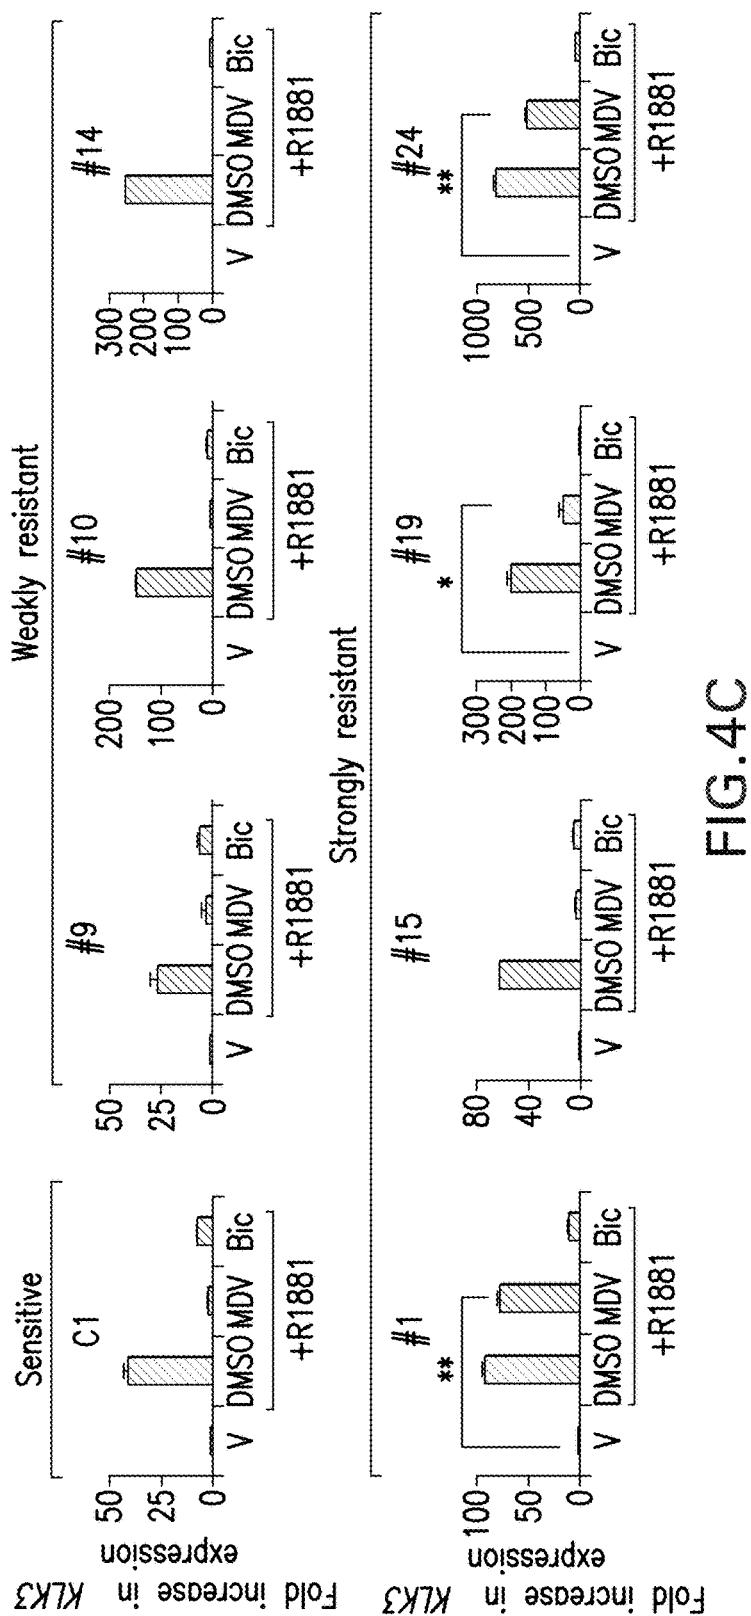 Sensitive
Weakly resistant
Fold increase in KLK3
expression
C1
50
25
0
V DMSO MDV Bic
+R1881
#9
50
25
0
V DMSO MDV Bic
+R1881
#10
200
100
0
V DMSO MDV Bic
+R1881
#14
300
200
100
0
V DMSO MDV Bic
+R1881
Strongly resistant
Fold increase in KLK3
expression
#1
**
100
50
0
V DMSO MDV Bic
+R1881
#15
80
40
0
V DMSO MDV Bic
+R1881
#19
*
300
200
100
0
V DMSO MDV Bic
+R1881
#24
**
1000
500
0
V DMSO MDV Bic
+R1881
FIG.4C